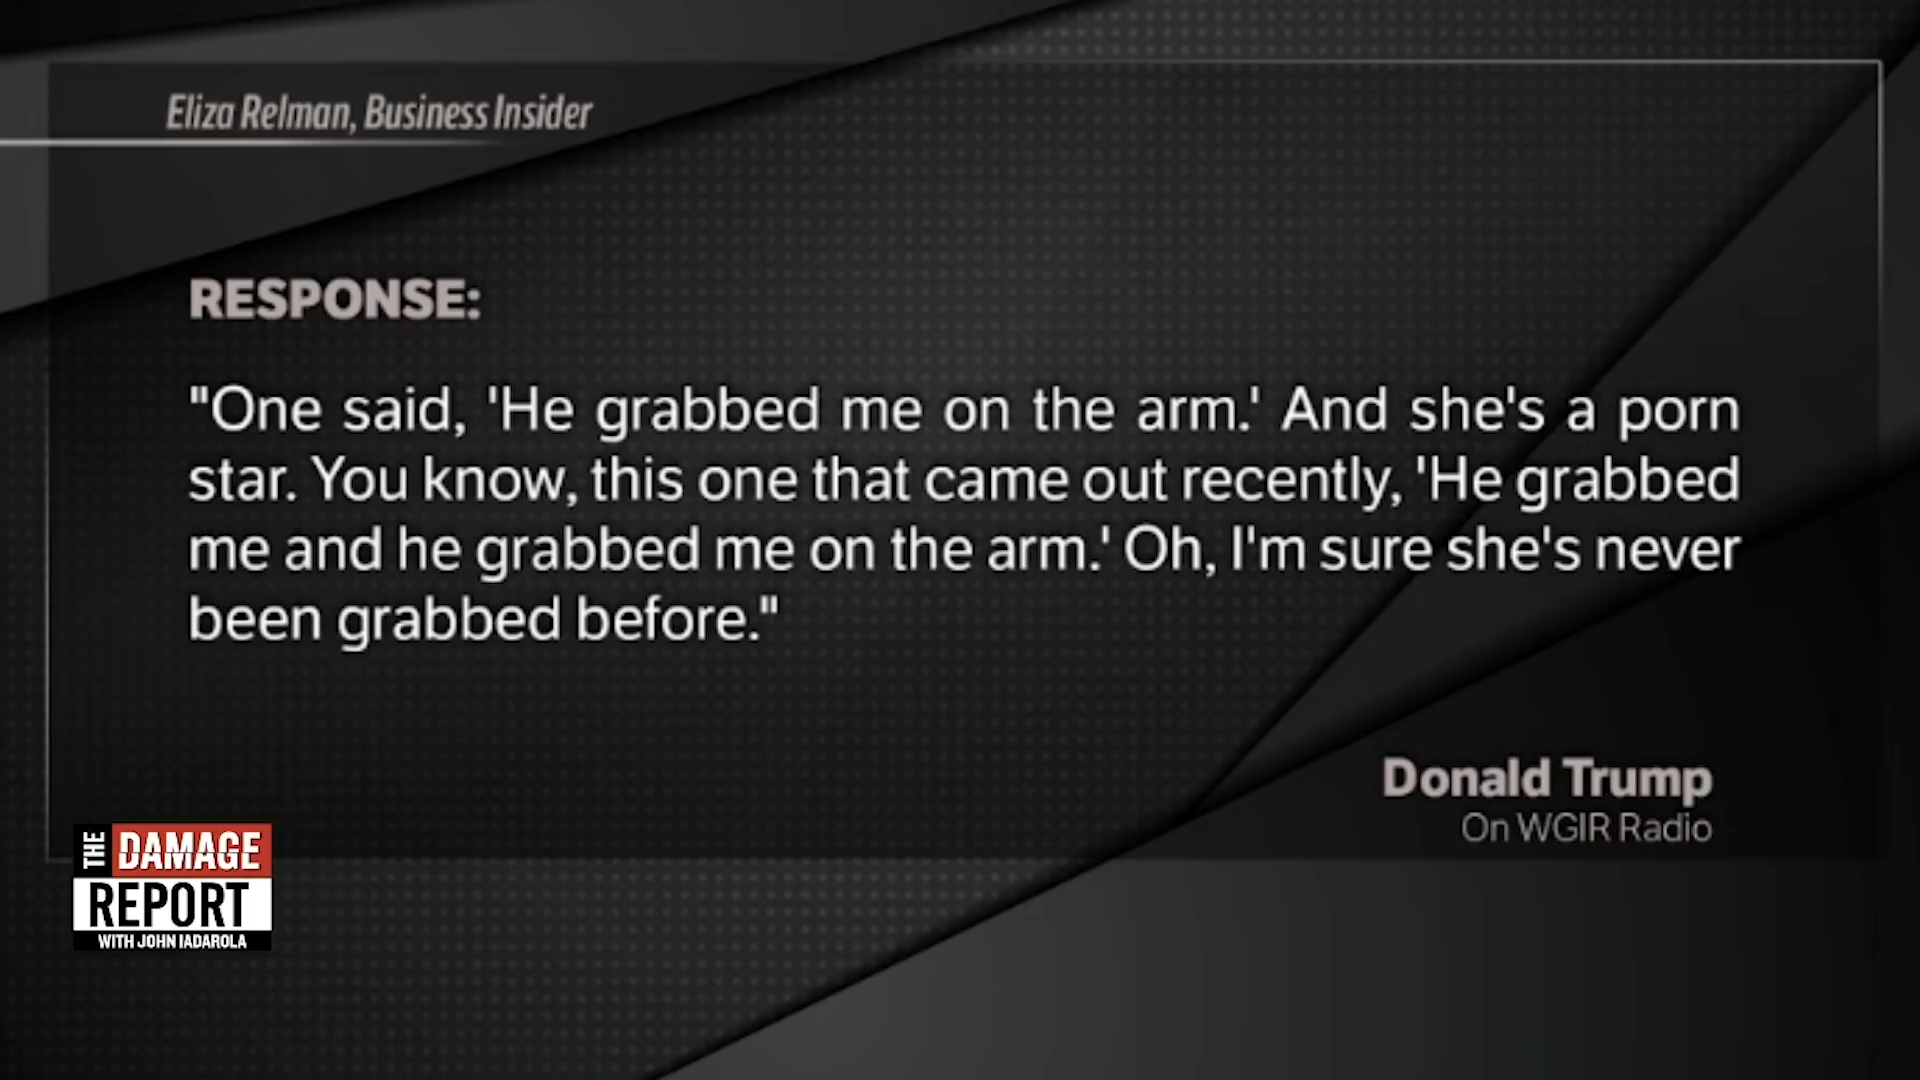 Eliza Relman, Business Insider
RESPONSE:
"One said, 'He grabbed me on the arm.' And she's a porn
star. You know, this one that came out recently, 'He grabbed
me and he grabbed me on the arm.' Oh, I'm sure she's never
been grabbed before."
Donald Trump
On WGIR Radio
THE DAMAGE
REPORT
WITH JOHN IADAROLA